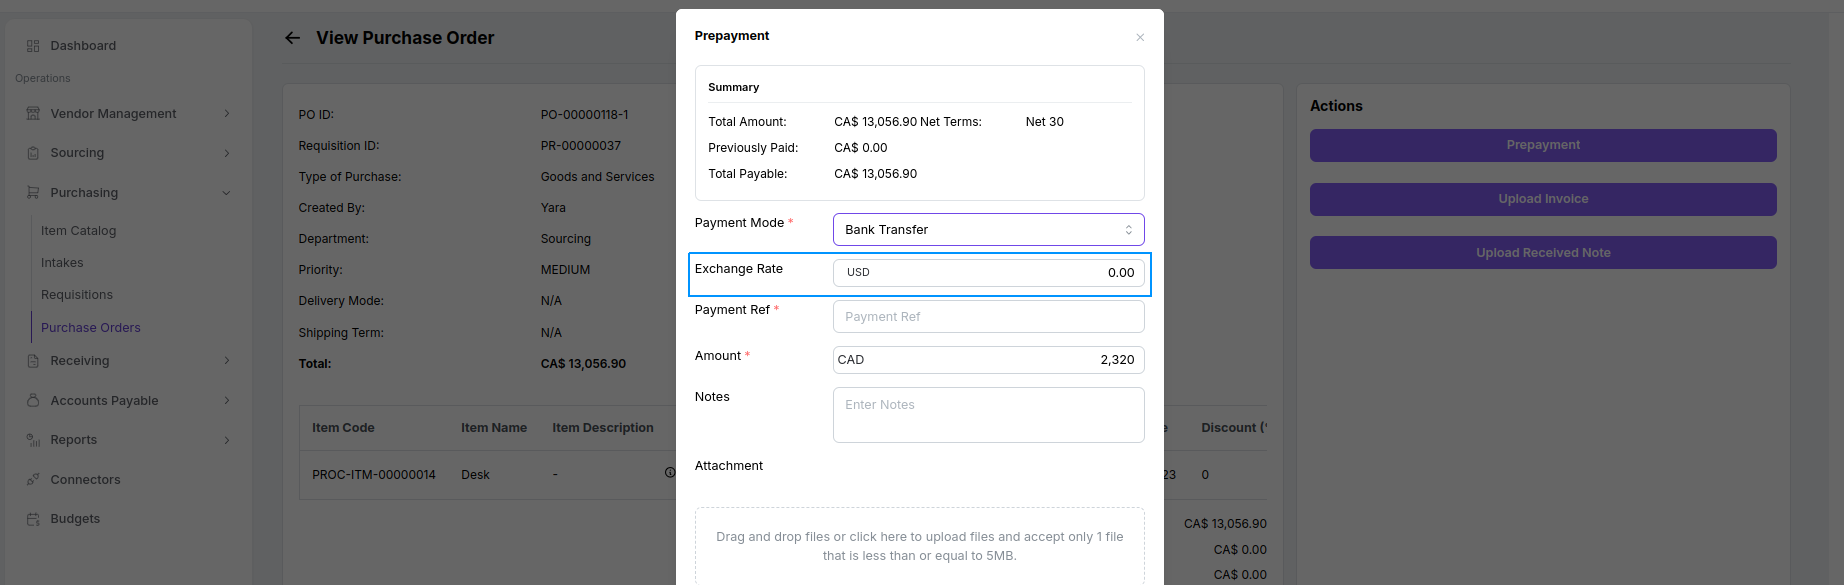 Dashboard
Operations
Vendor Management
Sourcing
Purchasing
Item Catalog
Intakes
Requisitions
Purchase Orders
Receiving
Accounts Payable
Reports
Connectors
Budgets
View Purchase Order
PO ID: PO-00000118-1
Requisition ID: PR-00000037
Type of Purchase: Goods and Services
Created By: Yara
Department: Sourcing
Priority: MEDIUM
Delivery Mode: N/A
Shipping Term: N/A
Total: CA$ 13,056.90
Item Code Item Name Item Description
PROC-ITM-00000014 Desk -
Prepayment
Summary
Total Amount: CA$ 13,056.90 Net Terms: Net 30
Previously Paid: CA$ 0.00
Total Payable: CA$ 13,056.90
Payment Mode * Bank Transfer
Exchange Rate USD 0.00
Payment Ref * Payment Ref
Amount * CAD 2,320
Notes Enter Notes
Attachment
Drag and drop files or click here to upload files and accept only 1 file
that is less than or equal to 5MB.
e Discount (
23 0
CA$ 13,056.90
CA$ 0.00
CA$ 0.00
Actions
Prepayment
Upload Invoice
Upload Received Note